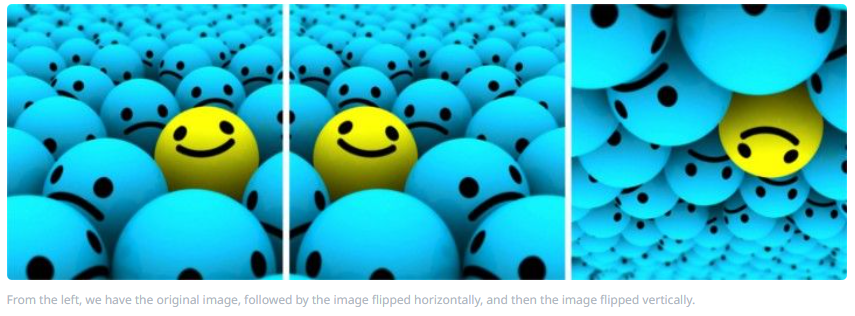 From the left, we have the original image, followed by the image flipped horizontally, and then the image flipped vertically.